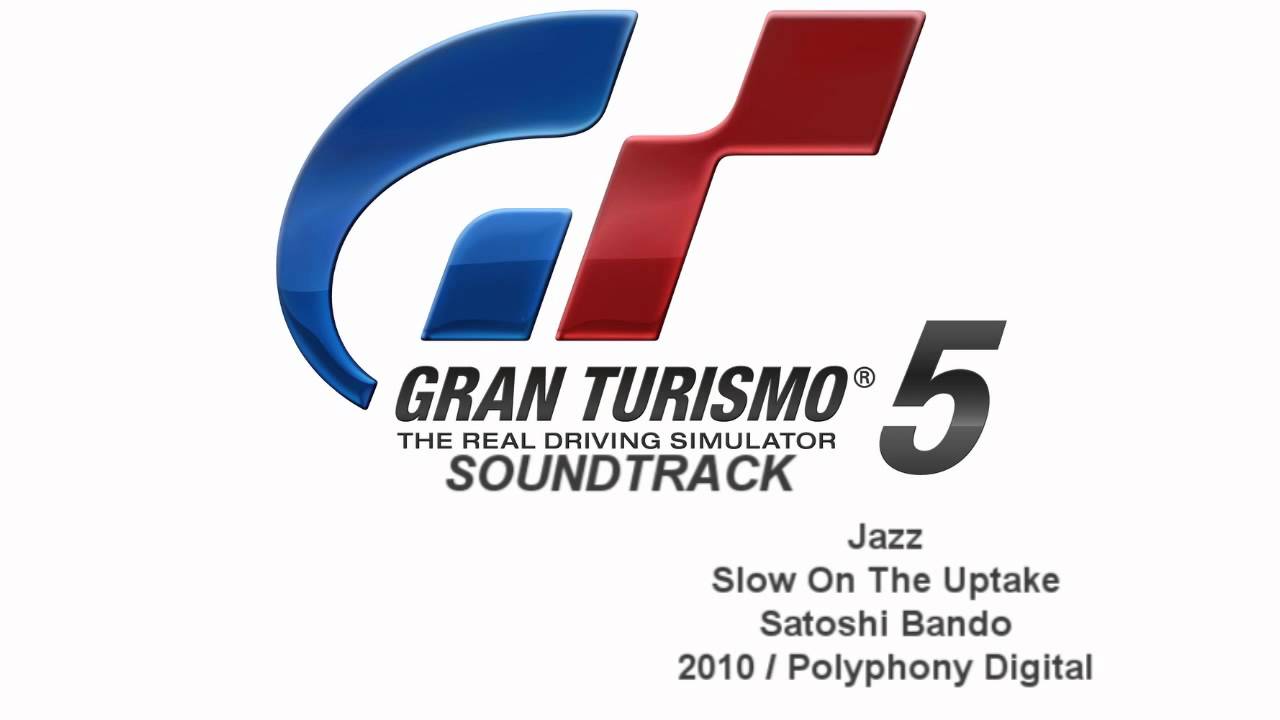 GRAN TURISMO® 5
THE REAL DRIVING SIMULATOR
SOUNDTRACK
Jazz
Slow On The Uptake
Satoshi Bando
2010 / Polyphony Digital